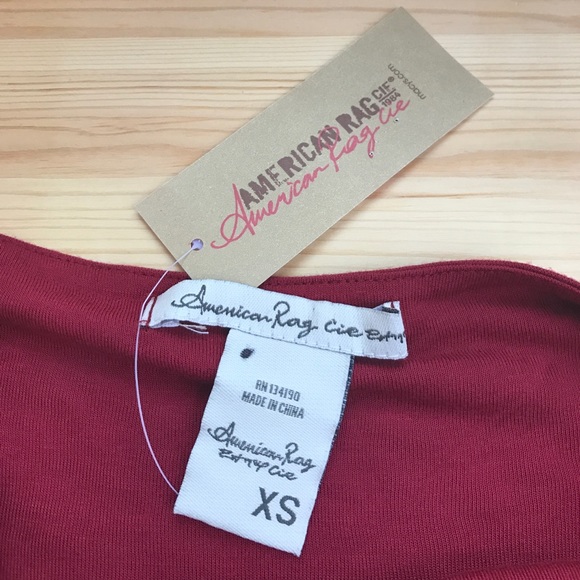 AMERICAN RAG CIE®
1984
American Rag Cie
macys.com
American Rag Cie
RN 134190
MADE IN CHINA
American Rag
Cie
XS